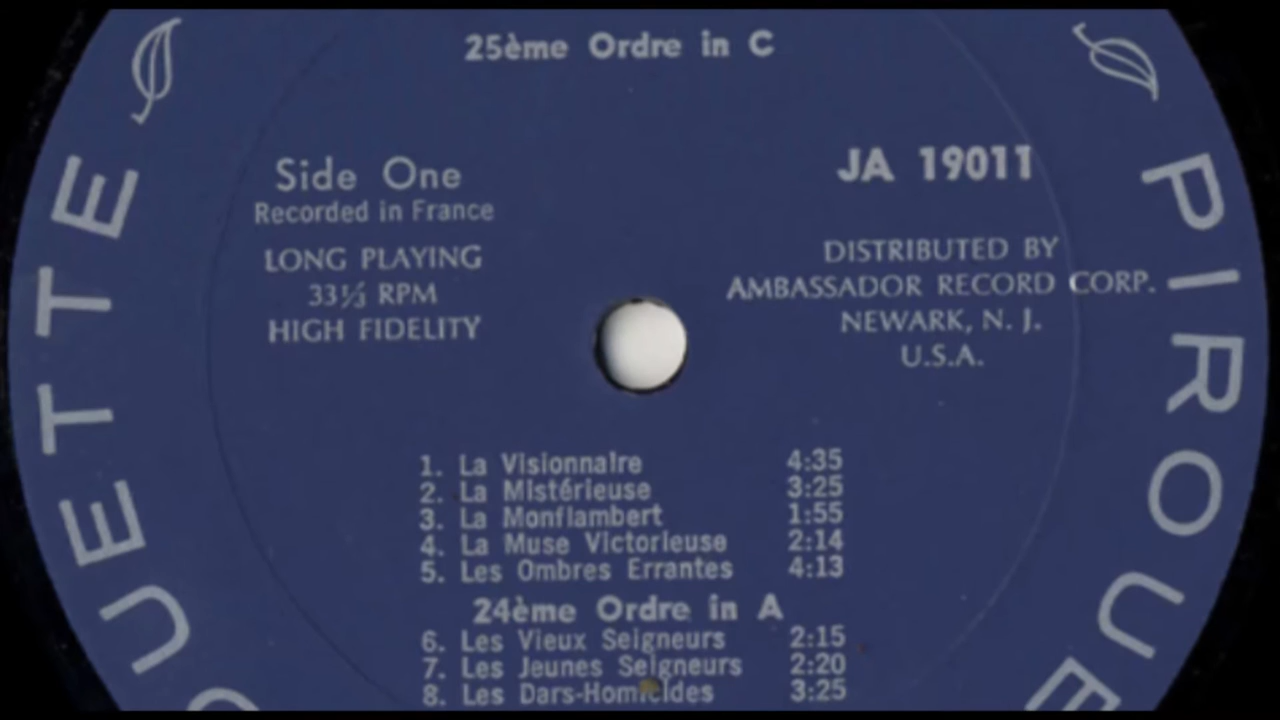 25ème Ordre in C
Side One
Recorded in France
LONG PLAYING
33⅓ RPM
HIGH FIDELITY
JA 19011
DISTRIBUTED BY
AMBASSADOR RECORD CORP.
NEWARK, N. J.
U.S.A.
1. La Visionnaire 4:35
2. La Mistérieuse 3:25
3. La Monflambert 1:55
4. La Muse Victorieuse 2:14
5. Les Ombres Errantes 4:13
24ème Ordre in A
6. Les Vieux Seigneurs 2:15
7. Les Jeunes Seigneurs 2:20
8. Les Dars-Homicides 3:25
PIROUE
OUETTE